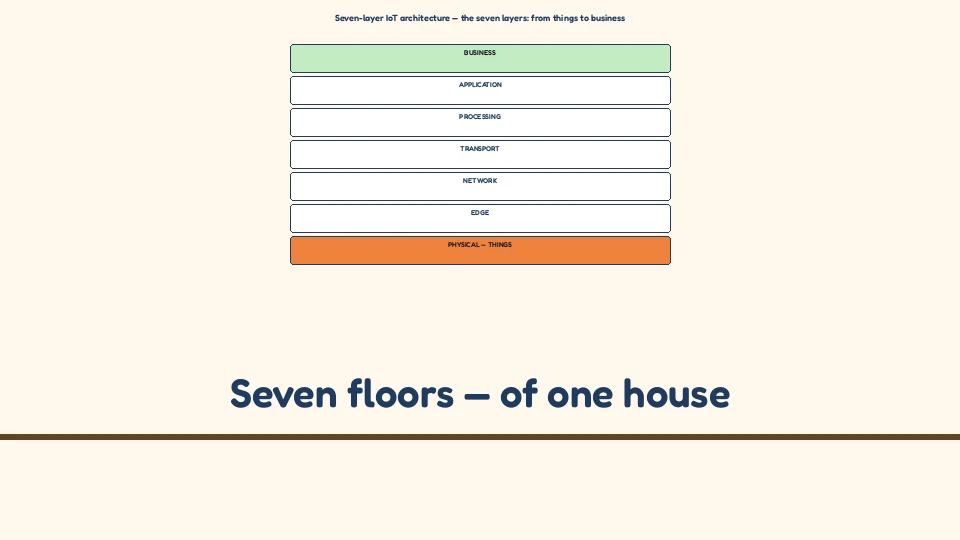 Seven-layer IoT architecture — the seven layers: from things to business
BUSINESS
APPLICATION
PROCESSING
TRANSPORT
NETWORK
EDGE
PHYSICAL — THINGS
Seven floors — of one house